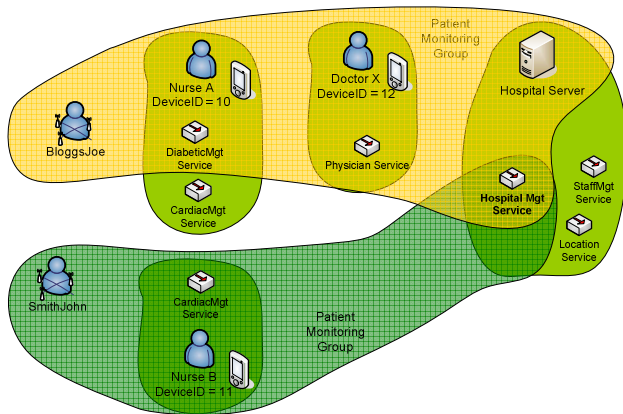 Patient
Monitoring
Group
Nurse A
DeviceID = 10
Doctor X
DeviceID = 12
Hospital Server
BloggsJoe
DiabeticMgt
Service
Physician Service
CardiacMgt
Service
Hospital Mgt
Service
StaffMgt
Service
Location
Service
SmithJohn
CardiacMgt
Service
Patient
Monitoring
Group
Nurse B
DeviceID = 11